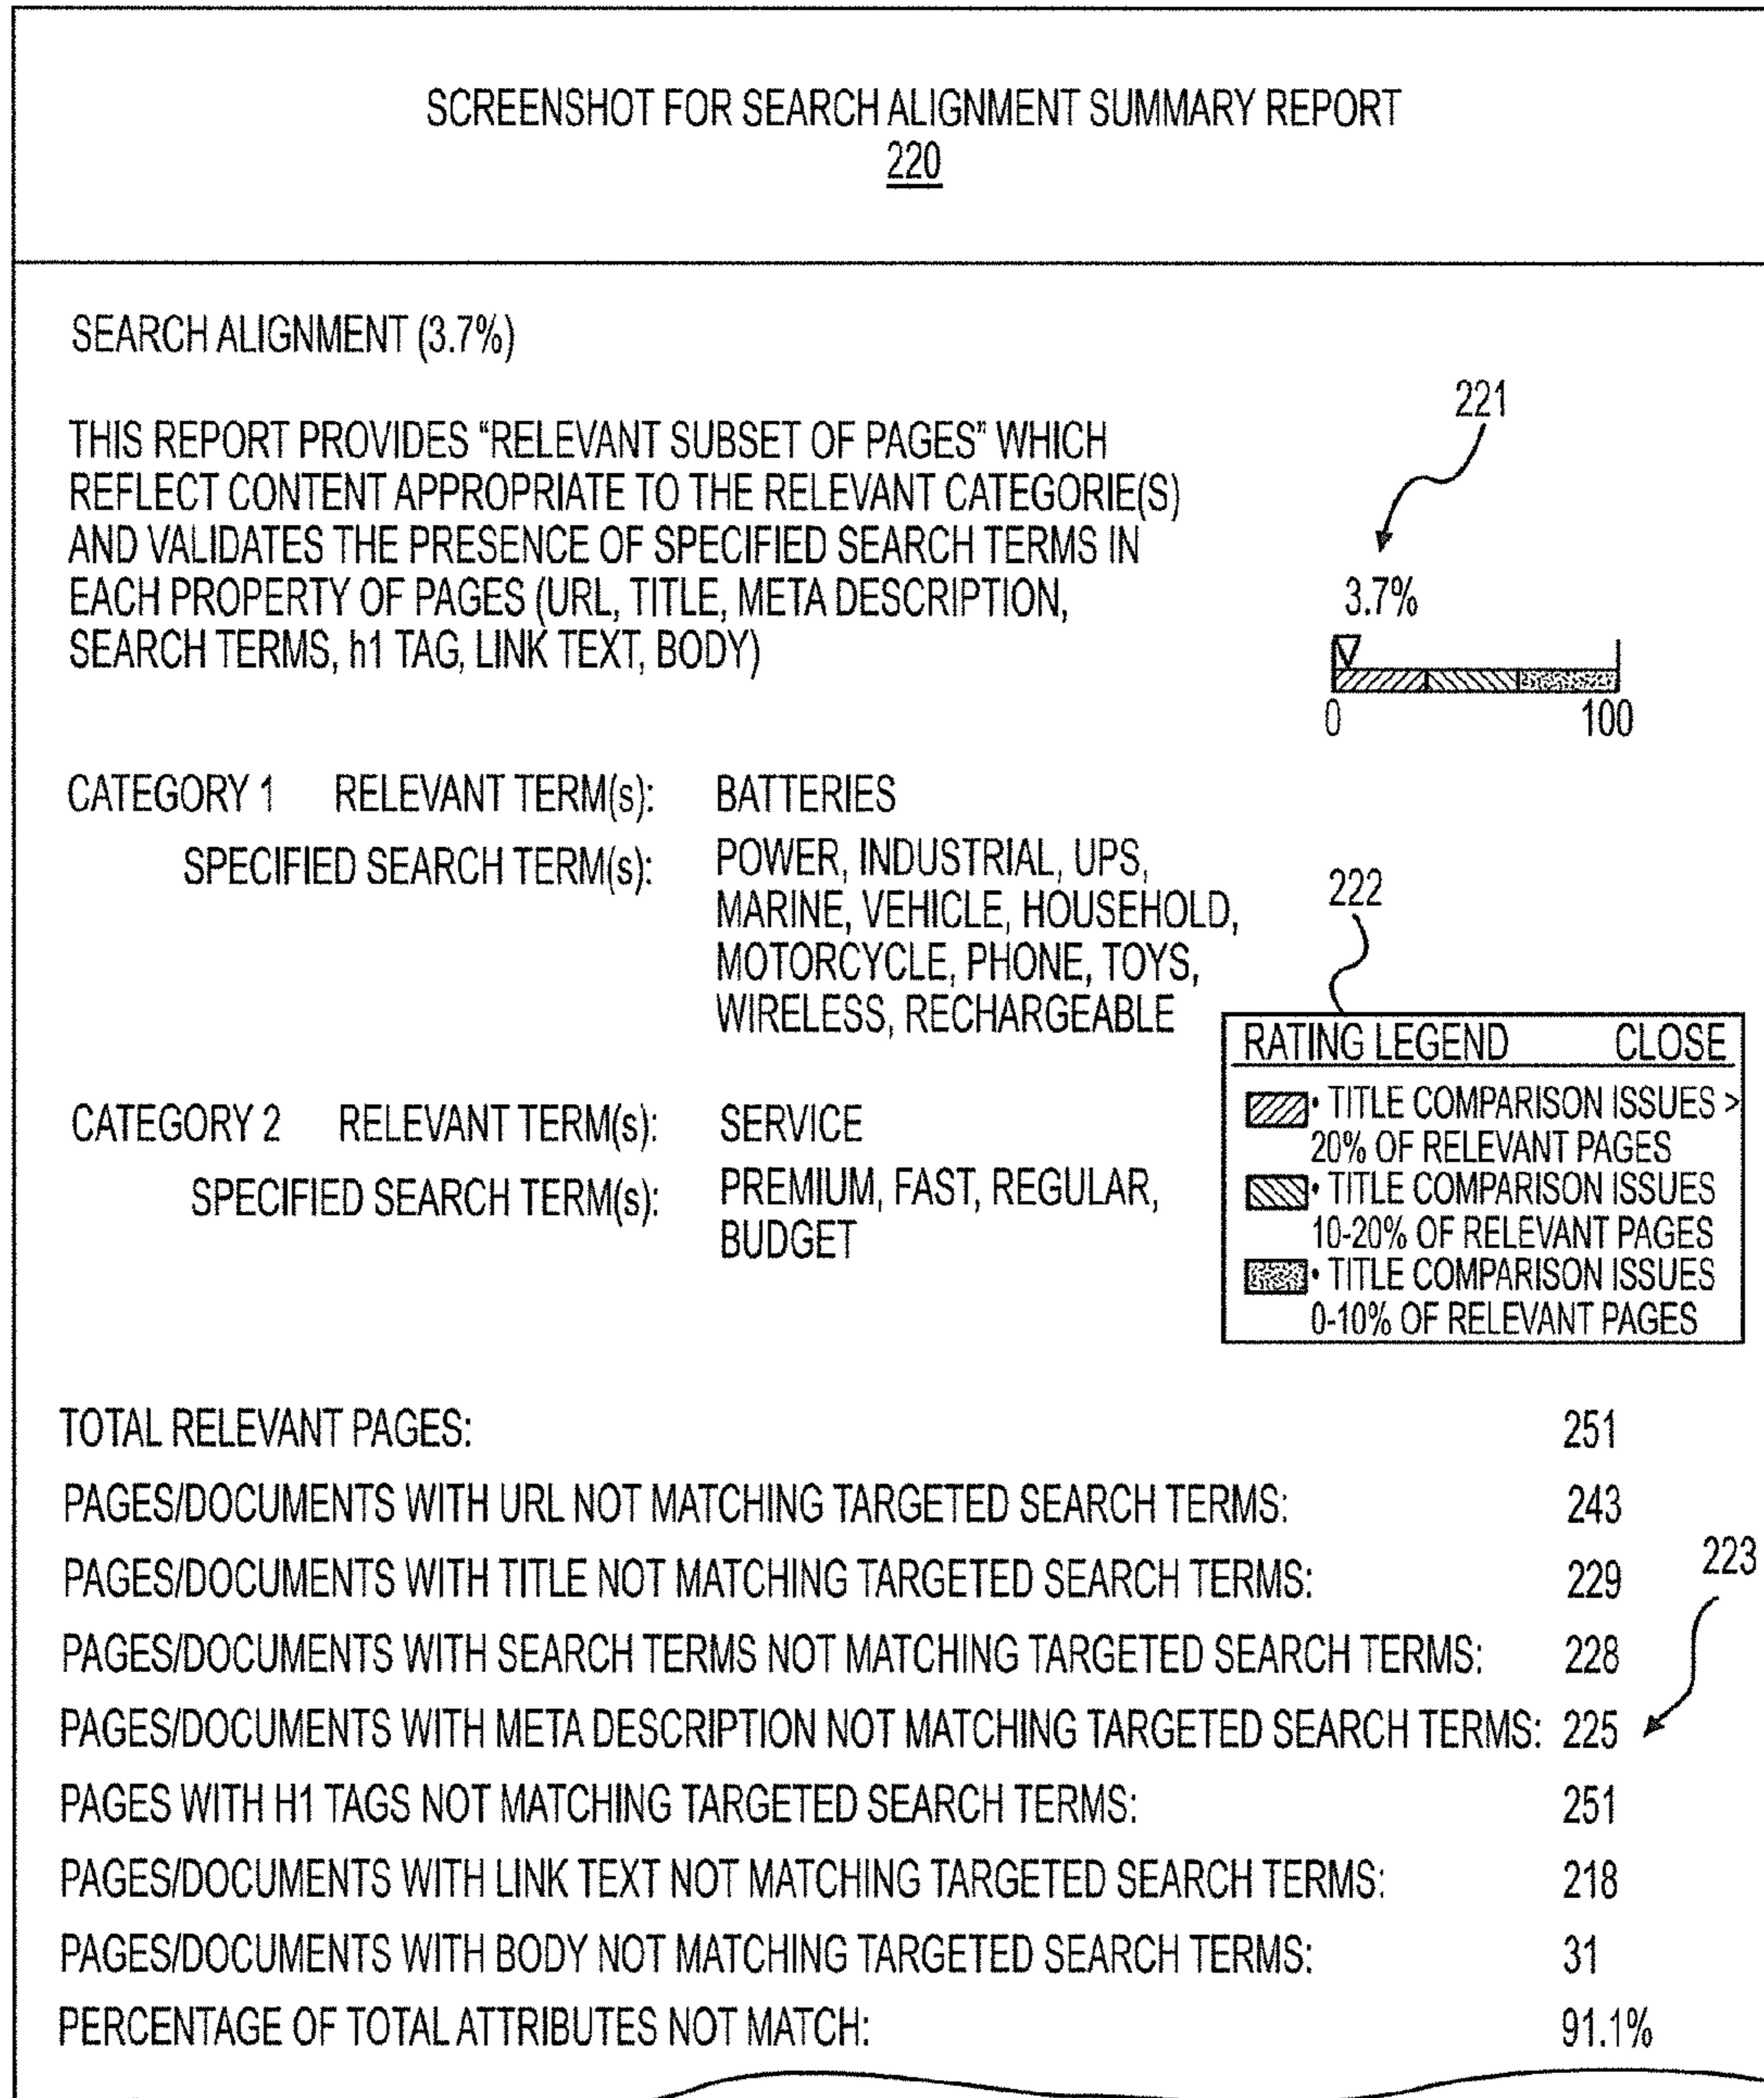 SCREENSHOT FOR SEARCH ALIGNMENT SUMMARY REPORT
220
SEARCH ALIGNMENT (3.7%)
THIS REPORT PROVIDES “RELEVANT SUBSET OF PAGES” WHICH
REFLECT CONTENT APPROPRIATE TO THE RELEVANT CATEGORIE(S)
AND VALIDATES THE PRESENCE OF SPECIFIED SEARCH TERMS IN
EACH PROPERTY OF PAGES (URL, TITLE, META DESCRIPTION,
SEARCH TERMS, h1 TAG, LINK TEXT, BODY)
221
3.7%
0 100
CATEGORY 1 RELEVANT TERM(s): BATTERIES
SPECIFIED SEARCH TERM(s): POWER, INDUSTRIAL, UPS,
MARINE, VEHICLE, HOUSEHOLD,
MOTORCYCLE, PHONE, TOYS,
WIRELESS, RECHARGEABLE
CATEGORY 2 RELEVANT TERM(s): SERVICE
SPECIFIED SEARCH TERM(s): PREMIUM, FAST, REGULAR,
BUDGET
222
RATING LEGEND CLOSE
• TITLE COMPARISON ISSUES >
20% OF RELEVANT PAGES
• TITLE COMPARISON ISSUES
10-20% OF RELEVANT PAGES
• TITLE COMPARISON ISSUES
0-10% OF RELEVANT PAGES
TOTAL RELEVANT PAGES: 251
PAGES/DOCUMENTS WITH URL NOT MATCHING TARGETED SEARCH TERMS: 243
223
PAGES/DOCUMENTS WITH TITLE NOT MATCHING TARGETED SEARCH TERMS: 229
PAGES/DOCUMENTS WITH SEARCH TERMS NOT MATCHING TARGETED SEARCH TERMS: 228
PAGES/DOCUMENTS WITH META DESCRIPTION NOT MATCHING TARGETED SEARCH TERMS: 225
PAGES WITH H1 TAGS NOT MATCHING TARGETED SEARCH TERMS: 251
PAGES/DOCUMENTS WITH LINK TEXT NOT MATCHING TARGETED SEARCH TERMS: 218
PAGES/DOCUMENTS WITH BODY NOT MATCHING TARGETED SEARCH TERMS: 31
PERCENTAGE OF TOTAL ATTRIBUTES NOT MATCH: 91.1%